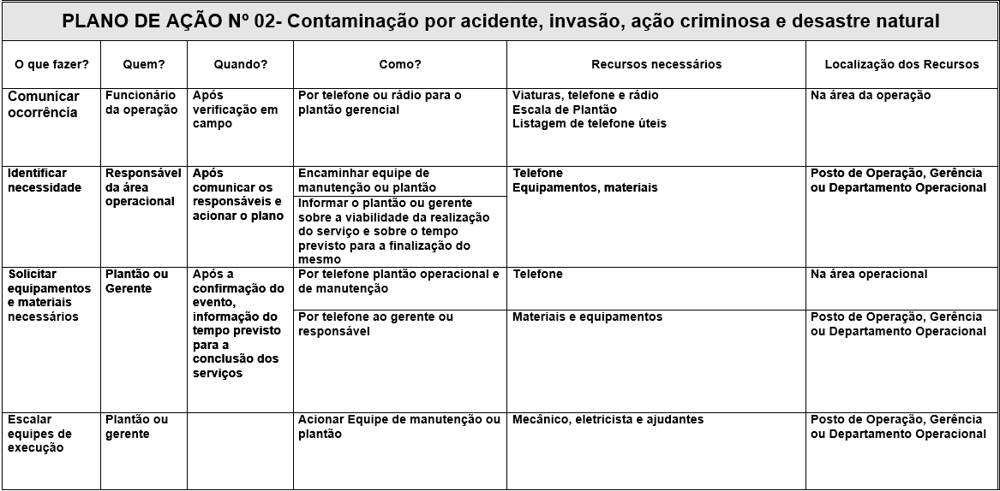 PLANO DE AÇÃO Nº 02- Contaminação por acidente, invasão, ação criminosa e desastre natural
O que fazer?
Quem?
Quando?
Como?
Recursos necessários
Localização dos Recursos
Comunicar
ocorrência
Funcionário
da operação
Após
verificação em
campo
Por telefone ou rádio para o
plantão gerencial
Viaturas, telefone e rádio
Escala de Plantão
Listagem de telefone úteis
Na área da operação
Identificar
necessidade
Responsável
da área
operacional
Após
comunicar os
responsáveis e
acionar o plano
Encaminhar equipe de
manutenção ou plantão
Informar o plantão ou gerente
sobre a viabilidade da realização
do serviço e sobre o tempo
previsto para a finalização do
mesmo
Telefone
Equipamentos, materiais
Posto de Operação, Gerência
ou Departamento Operacional
Solicitar
equipamentos
e materiais
necessários
Plantão ou
Gerente
Após a
confirmação do
evento,
informação do
tempo previsto
para a
conclusão dos
serviços
Por telefone plantão operacional e
de manutenção
Telefone
Na área operacional
Por telefone ao gerente ou
responsável
Materiais e equipamentos
Posto de Operação, Gerência
ou Departamento Operacional
Escalar
equipes de
execução
Plantão ou
gerente
Acionar Equipe de manutenção ou
plantão
Mecânico, eletricista e ajudantes
Posto de Operação, Gerência
ou Departamento Operacional